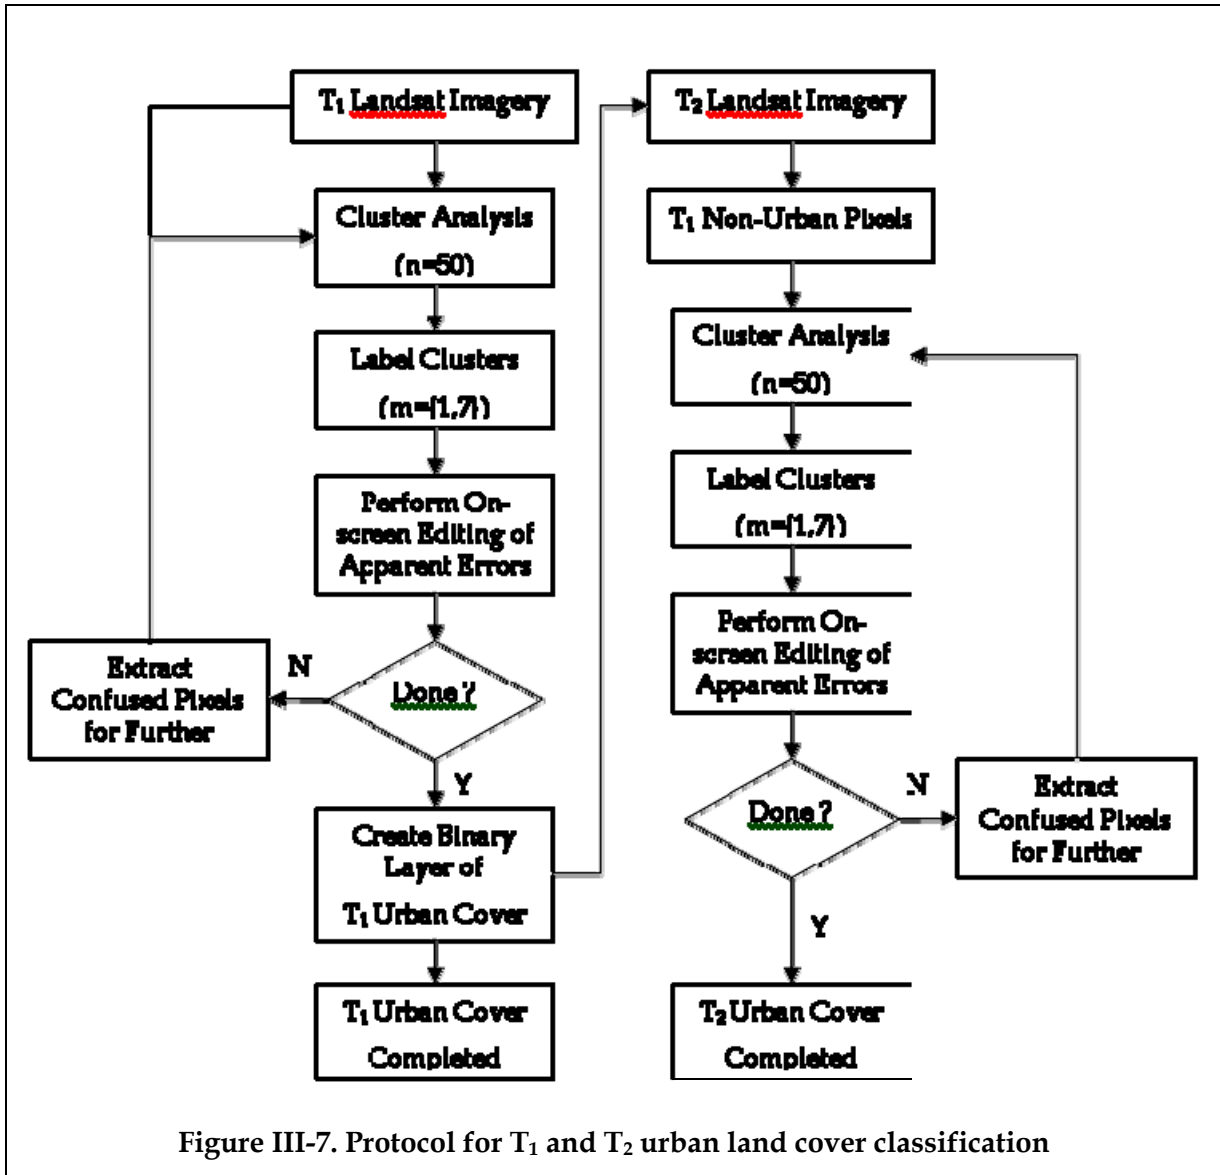 T₁ Landsat Imagery
Cluster Analysis
(n=50)
Label Clusters
(m={1,7})
Perform On-
screen Editing of
Apparent Errors
Done?
N
Extract
Confused Pixels
for Further
Y
Create Binary
Layer of
T₁ Urban Cover
T₁ Urban Cover
Completed
T₂ Landsat Imagery
T₁ Non-Urban Pixels
Cluster Analysis
(n=50)
Label Clusters
(m={1,7})
Perform On-
screen Editing of
Apparent Errors
Done?
N
Extract
Confused Pixels
for Further
Y
T₂ Urban Cover
Completed
Figure III-7. Protocol for T₁ and T₂ urban land cover classification